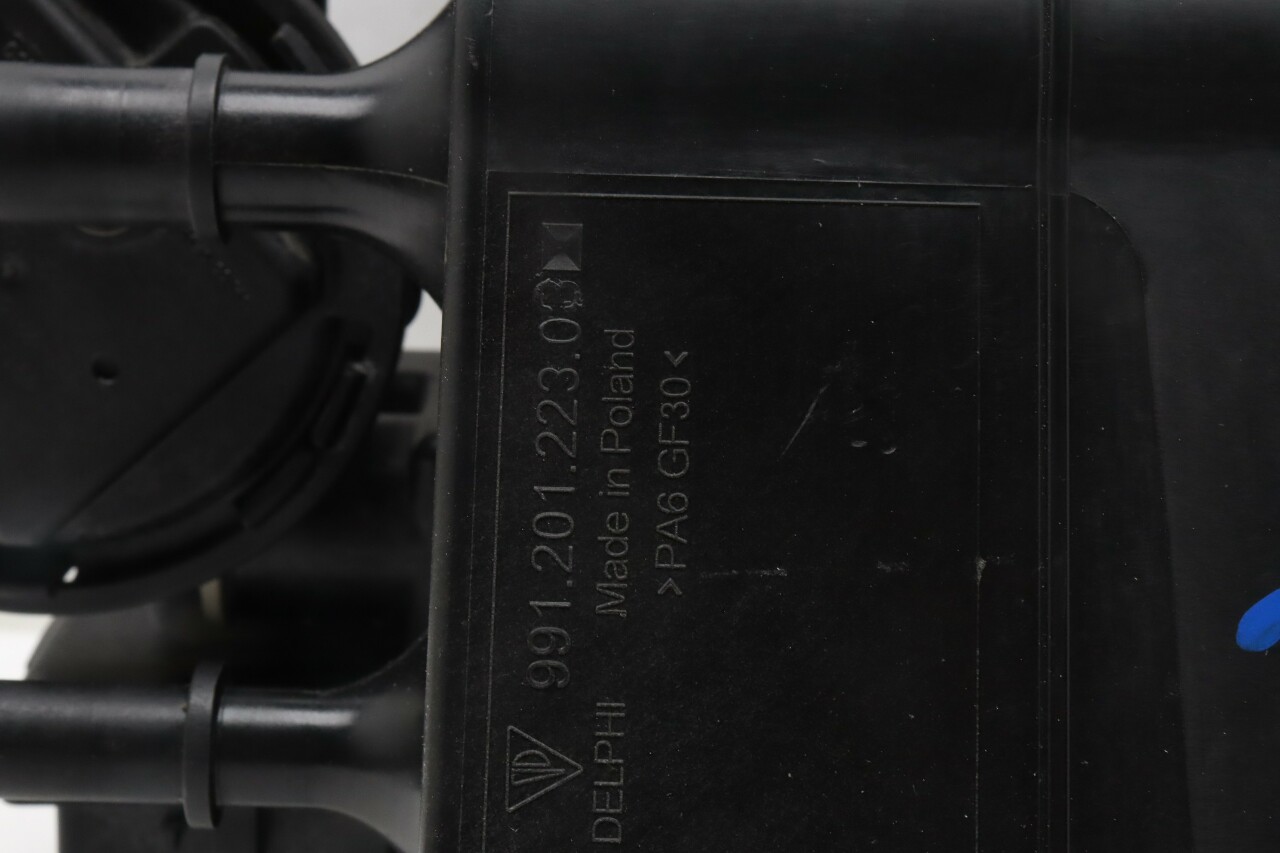 991.201.223.03
DELPHI Made in Poland
>PA6 GF30<